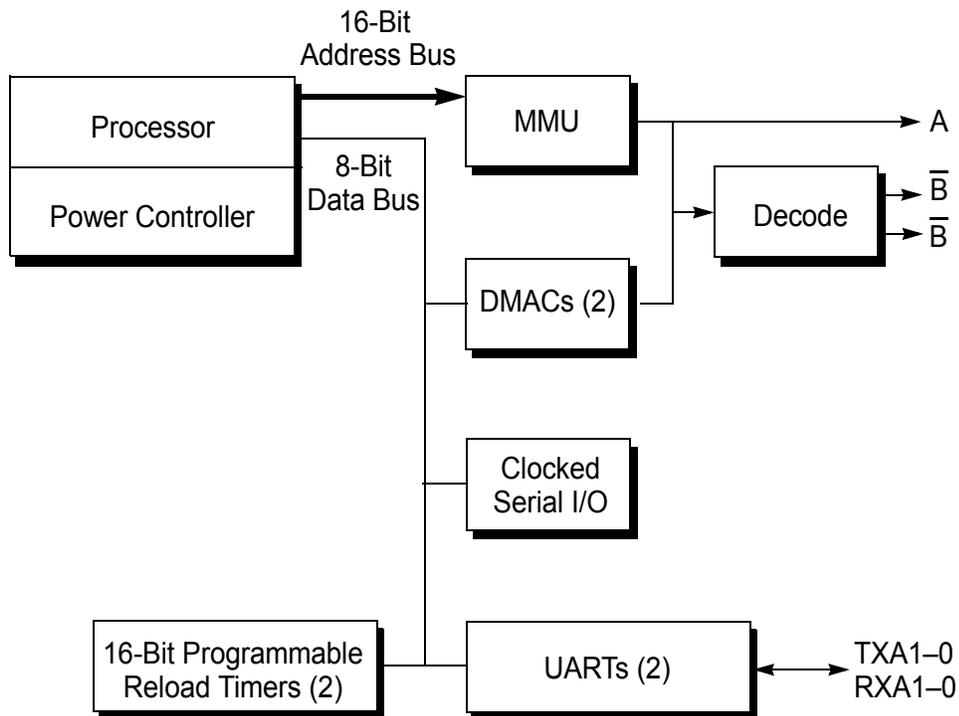 16-Bit
Address Bus
Processor
MMU
A
8-Bit
Data Bus
Power Controller
Decode
B̅
B̅
DMACs (2)
Clocked
Serial I/O
16-Bit Programmable
Reload Timers (2)
UARTs (2)
TXA1–0
RXA1–0